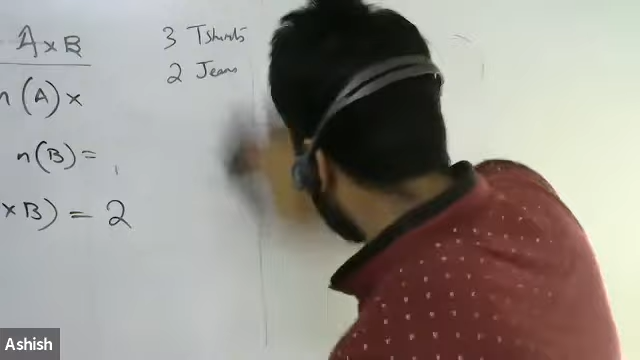 A×B
n(A)×
n(B)=
×B) = 2
3 Tshirts
2 Jeans
Ashish